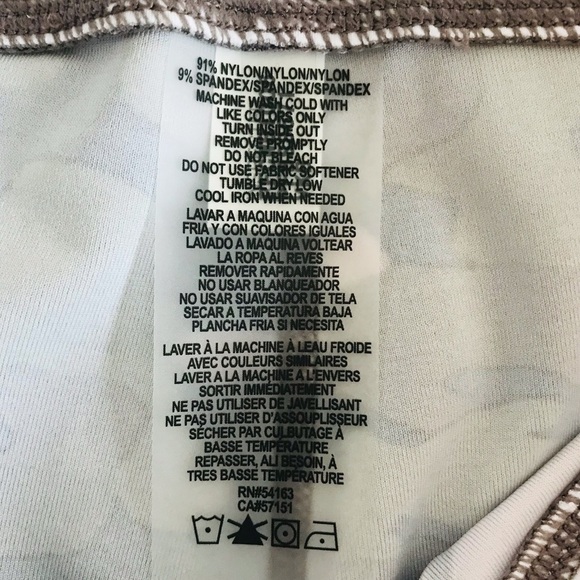 91% NYLON/NYLON/NYLON
9% SPANDEX/SPANDEX/SPANDEX
MACHINE WASH COLD WITH
LIKE COLORS ONLY
TURN INSIDE OUT
REMOVE PROMPTLY
DO NOT BLEACH
DO NOT USE FABRIC SOFTENER
TUMBLE DRY LOW
COOL IRON WHEN NEEDED
LAVAR A MAQUINA CON AGUA
FRIA Y CON COLORES IGUALES
LAVADO A MAQUINA VOLTEAR
LA ROPA AL REVES
REMOVER RAPIDAMENTE
NO USAR BLANQUEADOR
NO USAR SUAVISADOR DE TELA
SECAR A TEMPERATURA BAJA
PLANCHA FRIA SI NECESITA
LAVER À LA MACHINE À LEAU FROIDE
AVEC COULEURS SIMILAIRES
LAVER A LA MACHINE A L'ENVERS
SORTIR IMMÉDIATEMENT
NE PAS UTILISER DE JAVELLISANT
NE PAS UTILISER D'ASSOUPLISSEUR
SÉCHER PAR CULBUTAGE À
BASSE TEMPÉRATURE
REPASSER, ALI BESOIN, À
TRES BASSE TEMPÉRATURE
RN#54163
CA#57151